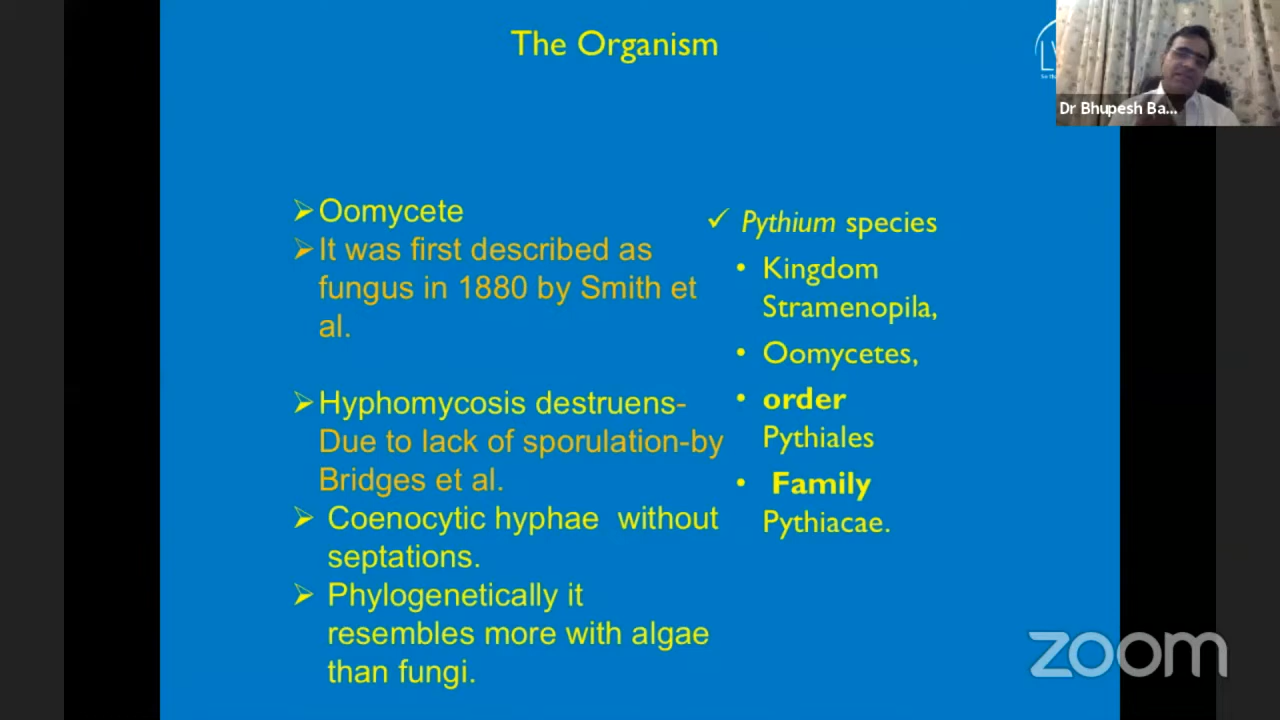 The Organism
Dr Bhupesh Ba...
➢Oomycete
➢It was first described as
fungus in 1880 by Smith et
al.
➢Hyphomycosis destruens-
Due to lack of sporulation-by
Bridges et al.
➢ Coenocytic hyphae without
septations.
➢ Phylogenetically it
resembles more with algae
than fungi.
✓ Pythium species
• Kingdom
Stramenopila,
• Oomycetes,
• order
Pythiales
• Family
Pythiacae.
zoom